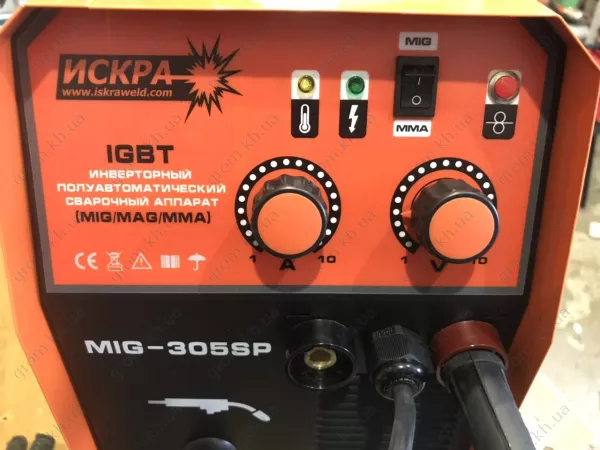 ИСКРА
www.iskraweld.com
IGBT
ИНВЕРТОРНЫЙ
ПОЛУАВТОМАТИЧЕСКИЙ
СВАРОЧНЫЙ АППАРАТ
(MIG/MAG/MMA)
CE
MIG
MMA
1 A 10
1 V 10
MIG-305SP